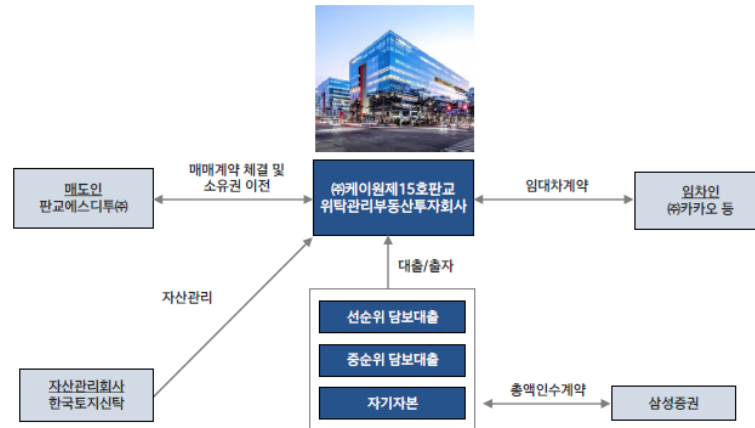 매매계약 체결 및
소유권 이전
매도인
판교에스디투㈜
㈜케이원제15호판교
위탁관리부동산투자회사
임대차계약
임차인
㈜카카오 등
대출/출자
자산관리
선순위 담보대출
중순위 담보대출
자기자본
자산관리회사
한국토지신탁
총액인수계약
삼성증권